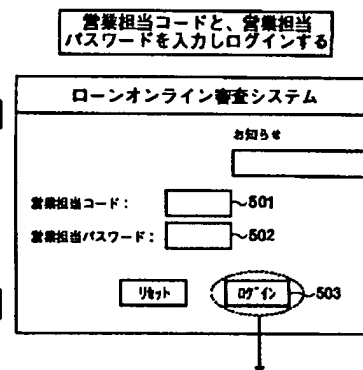 営業担当コードと、営業担当
パスワードを入力しログインする
ローンオンライン審査システム
お知らせ
営業担当コード：
501
営業担当パスワード：
502
リセット
ログイン
503